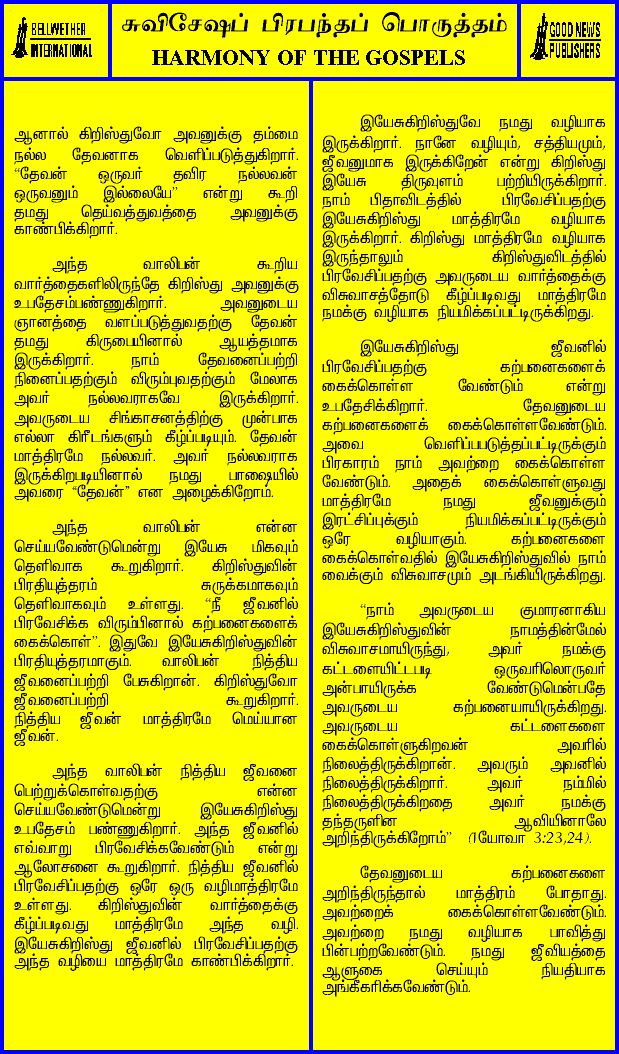 BELLWETHER
INTERNATIONAL
சுவிசேஷப் பிரபந்தப் பொருத்தம்
HARMONY OF THE GOSPELS
GOOD NEWS
PUBLISHERS
ஆனால் கிறிஸ்துவோ அவனுக்கு தம்மை
நல்ல தேவனாக வெளிப்படுத்துகிறார்.
“தேவன் ஒருவர் தவிர நல்லவன்
ஒருவனும் இல்லையே” என்று கூறி
தமது தெய்வத்துவத்தை அவனுக்கு
காண்பிக்கிறார்.
அந்த வாலிபன் கூறிய
வார்த்தைகளிலிருந்தே கிறிஸ்து அவனுக்கு
உபதேசம்பண்ணுகிறார். அவனுடைய
ஞானத்தை வளப்படுத்துவதற்கு தேவன்
தமது கிருபையினால் ஆயத்தமாக
இருக்கிறார். நாம் தேவனைப்பற்றி
நினைப்பதற்கும் விரும்புவதற்கும் மேலாக
அவர் நல்லவராகவே இருக்கிறார்.
அவருடைய சிங்காசனத்திற்கு முன்பாக
எல்லா கிரீடங்களும் கீழ்ப்படியும். தேவன்
மாத்திரமே நல்லவர். அவர் நல்லவராக
இருக்கிறபடியினால் நமது பாஷையில்
அவரை “தேவன்” என அழைக்கிறோம்.
அந்த வாலிபன் என்ன
செய்யவேண்டுமென்று இயேசு மிகவும்
தெளிவாக கூறுகிறார். கிறிஸ்துவின்
பிரதியுத்தரம் சுருக்கமாகவும்
தெளிவாகவும் உள்ளது. “நீ ஜீவனில்
பிரவேசிக்க விரும்பினால் கற்பனைகளைக்
கைக்கொள்”. இதுவே இயேசுகிறிஸ்துவின்
பிரதியுத்தரமாகும். வாலிபன் நித்திய
ஜீவனைப்பற்றி பேசுகிறான். கிறிஸ்துவோ
ஜீவனைப்பற்றி கூறுகிறார்.
நித்திய ஜீவன் மாத்திரமே மெய்யான
ஜீவன்.
அந்த வாலிபன் நித்திய ஜீவனை
பெற்றுக்கொள்வதற்கு என்ன
செய்யவேண்டுமென்று இயேசுகிறிஸ்து
உபதேசம் பண்ணுகிறார். அந்த ஜீவனில்
எவ்வாறு பிரவேசிக்கவேண்டும் என்று
ஆலோசனை கூறுகிறார். நித்திய ஜீவனில்
பிரவேசிப்பதற்கு ஒரே ஒரு வழிமாத்திரமே
உள்ளது. கிறிஸ்துவின் வார்த்தைக்கு
கீழ்ப்படிவது மாத்திரமே அந்த வழி.
இயேசுகிறிஸ்து ஜீவனில் பிரவேசிப்பதற்கு
அந்த வழியை மாத்திரமே காண்பிக்கிறார்.
இயேசுகிறிஸ்துவே நமது வழியாக
இருக்கிறார். நானே வழியும், சத்தியமும்,
ஜீவனுமாக இருக்கிறேன் என்று கிறிஸ்து
இயேசு திருவுளம் பற்றியிருக்கிறார்.
நாம் பிதாவிடத்தில் பிரவேசிப்பதற்கு
இயேசுகிறிஸ்து மாத்திரமே வழியாக
இருக்கிறார். கிறிஸ்து மாத்திரமே வழியாக
இருந்தாலும் கிறிஸ்துவிடத்தில்
பிரவேசிப்பதற்கு அவருடைய வார்த்தைக்கு
விசுவாசத்தோடு கீழ்ப்படிவது மாத்திரமே
நமக்கு வழியாக நியமிக்கப்பட்டிருக்கிறது.
இயேசுகிறிஸ்து ஜீவனில்
பிரவேசிப்பதற்கு கற்பனைகளைக்
கைக்கொள்ள வேண்டும் என்று
உபதேசிக்கிறார். தேவனுடைய
கற்பனைகளைக் கைக்கொள்ளவேண்டும்.
அவை வெளிப்படுத்தப்பட்டிருக்கும்
பிரகாரம் நாம் அவற்றை கைக்கொள்ள
வேண்டும். அதைக் கைக்கொள்ளுவது
மாத்திரமே நமது ஜீவனுக்கும்
இரட்சிப்புக்கும் நியமிக்கப்பட்டிருக்கும்
ஒரே வழியாகும். கற்பனைகளை
கைக்கொள்வதில் இயேசுகிறிஸ்துவில் நாம்
வைக்கும் விசுவாசமும் அடங்கியிருக்கிறது.
“நாம் அவருடைய குமாரனாகிய
இயேசுகிறிஸ்துவின் நாமத்தின்மேல்
விசுவாசமாயிருந்து, அவர் நமக்கு
கட்டளையிட்டபடி ஒருவரிலொருவர்
அன்பாயிருக்க வேண்டுமென்பதே
அவருடைய கற்பனையாயிருக்கிறது.
அவருடைய கட்டளைகளை
கைக்கொள்ளுகிறவன் அவரில்
நிலைத்திருக்கிறான். அவரும் அவனில்
நிலைத்திருக்கிறார். அவர் நம்மில்
நிலைத்திருக்கிறதை அவர் நமக்கு
தந்தருளின ஆவியினாலே
அறிந்திருக்கிறோம்” (1யோவா 3:23,24).
தேவனுடைய கற்பனைகளை
அறிந்திருந்தால் மாத்திரம் போதாது.
அவற்றைக் கைக்கொள்ளவேண்டும்.
அவற்றை நமது வழியாக பாவித்து
பின்பற்றவேண்டும். நமது ஜீவியத்தை
ஆளுகை செய்யும் நியதியாக
அங்கீகரிக்கவேண்டும்.